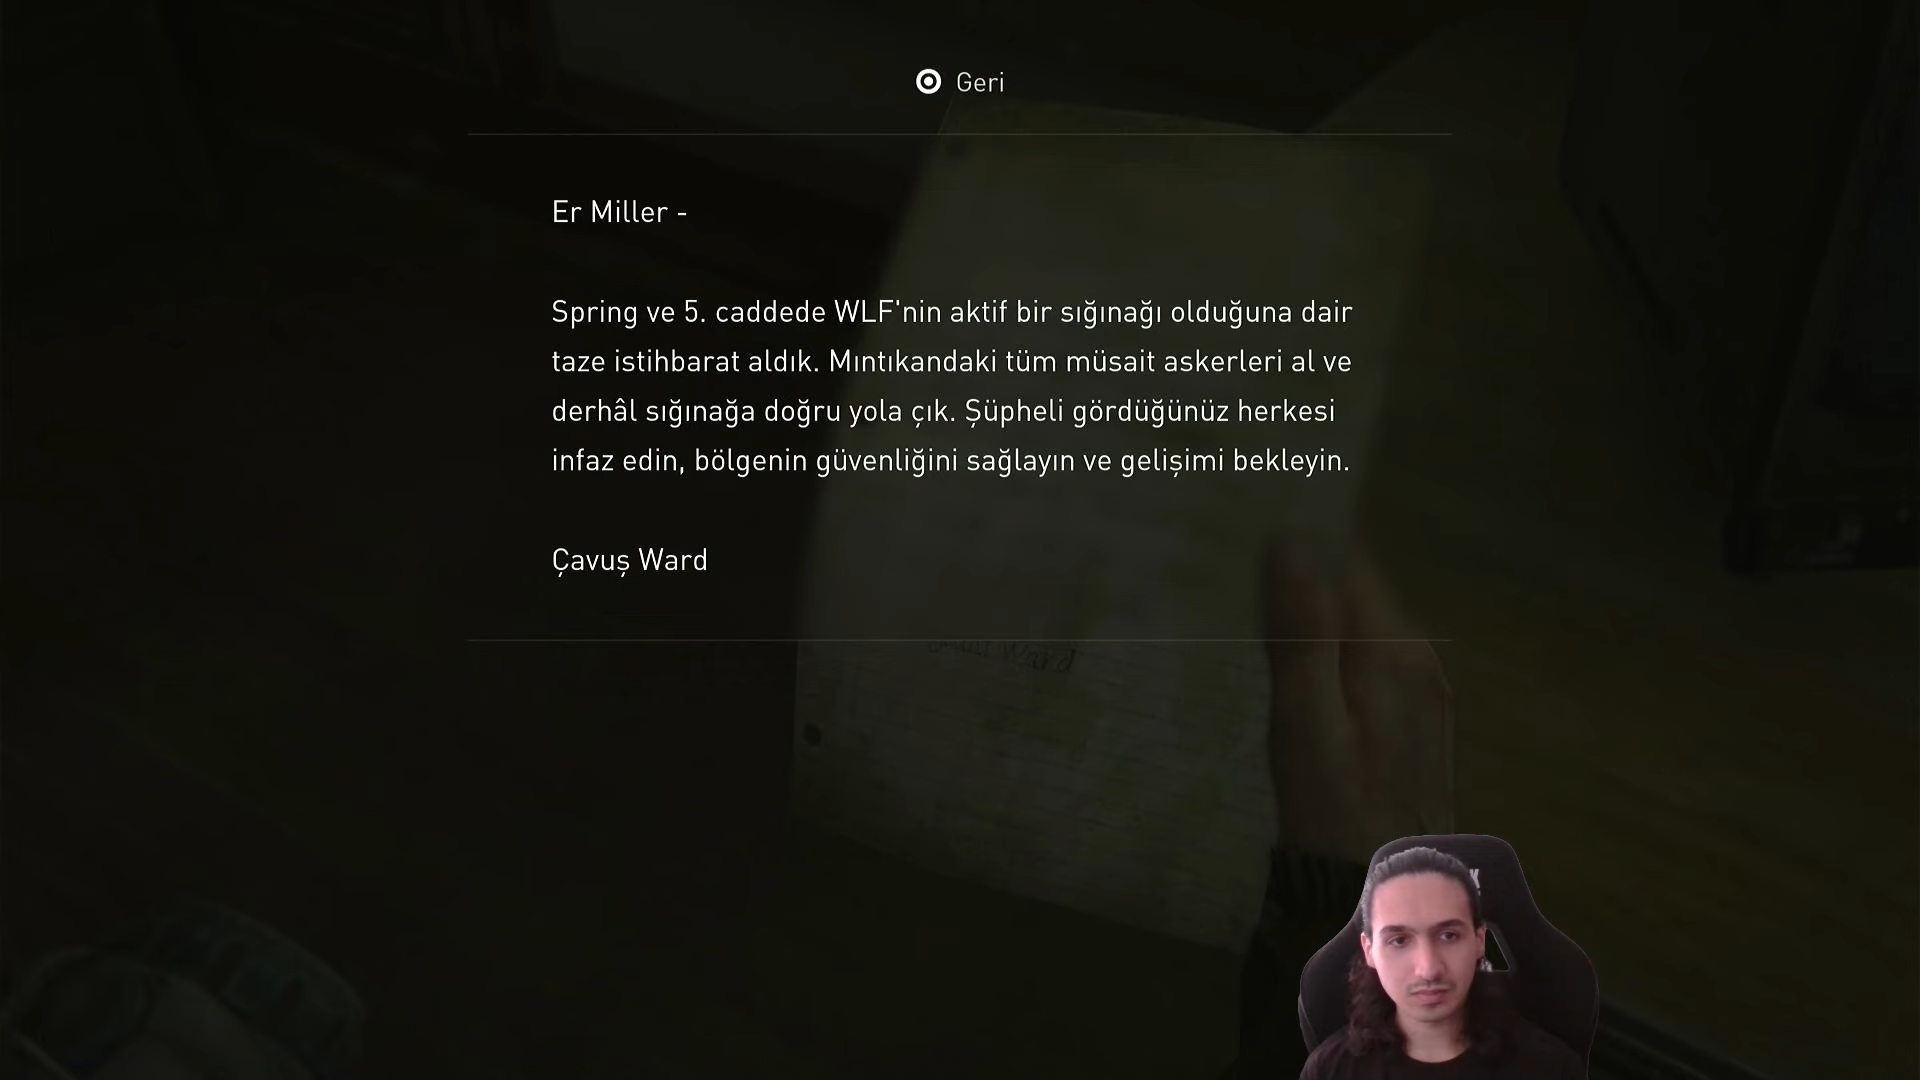 Geri
Er Miller -
Spring ve 5. caddede WLF'nin aktif bir sığınağı olduğuna dair
taze istihbarat aldık. Mıntıkandaki tüm müsait askerleri al ve
derhâl sığınağa doğru yola çık. Şüpheli gördüğünüz herkesi
infaz edin, bölgenin güvenliğini sağlayın ve gelişimi bekleyin.
Çavuş Ward
Ward